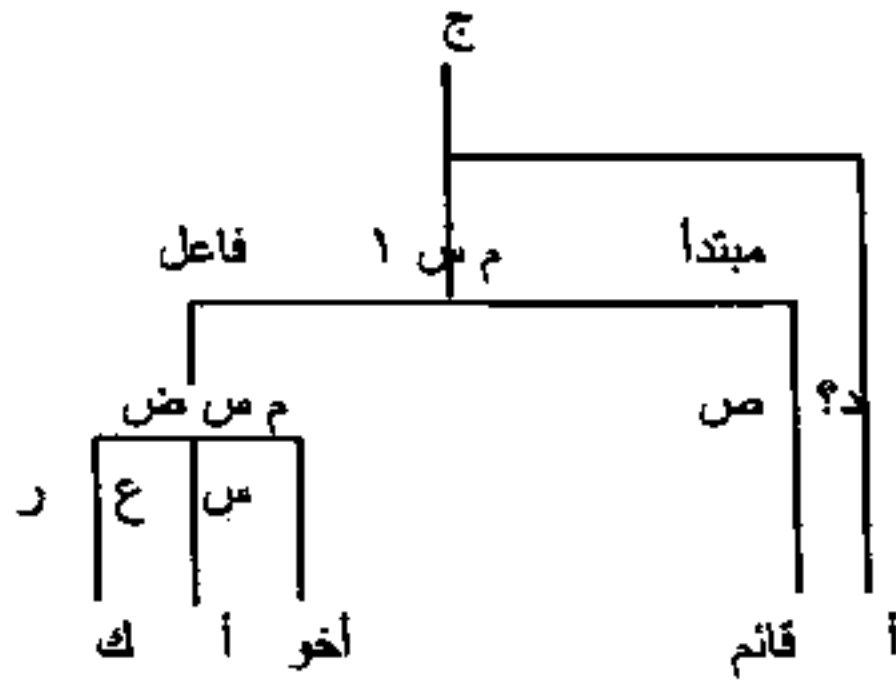 ج
مبتدأ م س ١ فاعل
د؟ ص م س ض
س ع ر
أ قائم أخو أ ك